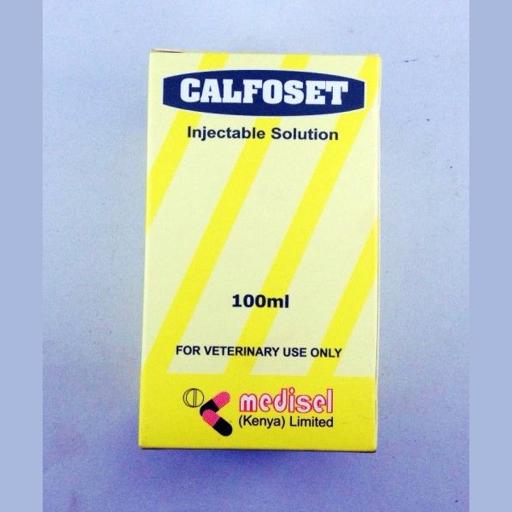 CALFOSET
Injectable Solution
100ml
FOR VETERINARY USE ONLY
medisel
(Kenya) Limited